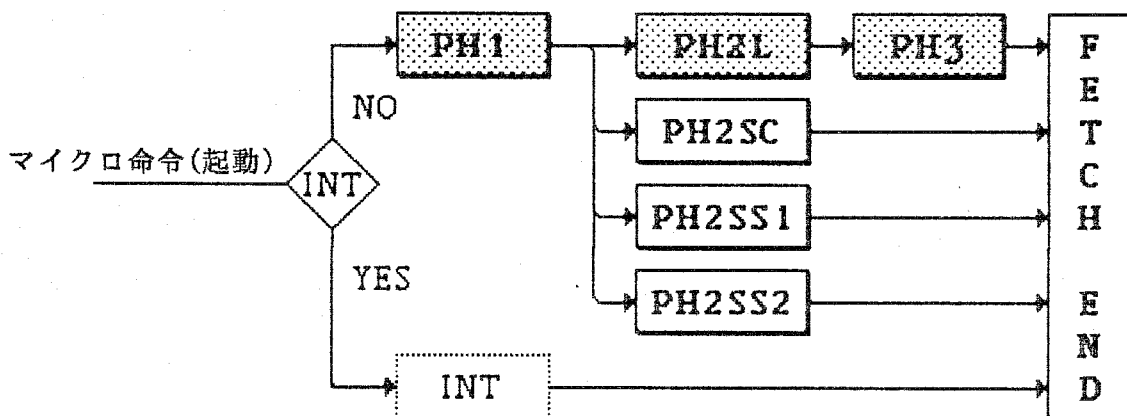 PH1
PH2L
PH3
NO
PH2SC
マイクロ命令(起動)
INT
PH2SS1
YES
PH2SS2
INT
FETCH END